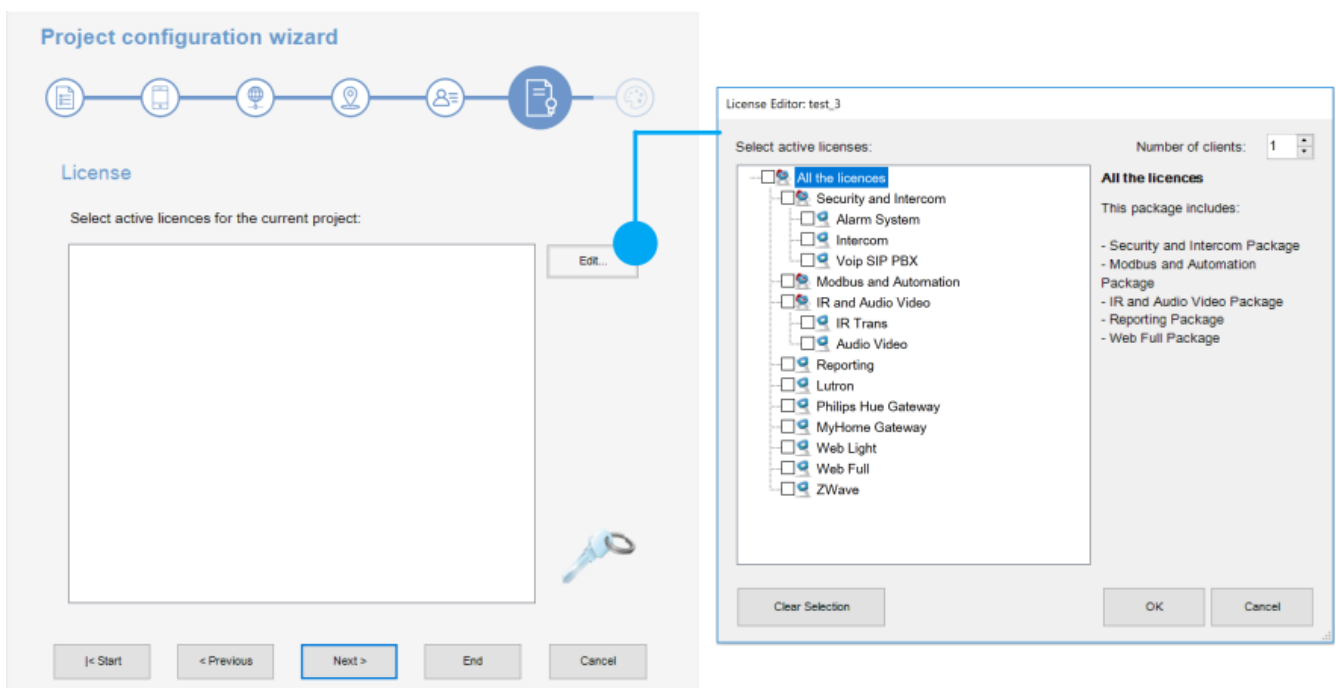 Project configuration wizard
License
Select active licences for the current project:
Edit...
|< Start
< Previous
Next >
End
Cancel
License Editor: test_3
Select active licenses:
Number of clients: 1
All the licences
Security and Intercom
Alarm System
Intercom
Voip SIP PBX
Modbus and Automation
IR and Audio Video
IR Trans
Audio Video
Reporting
Lutron
Philips Hue Gateway
MyHome Gateway
Web Light
Web Full
ZWave
All the licences
This package includes:
- Security and Intercom Package
- Modbus and Automation
Package
- IR and Audio Video Package
- Reporting Package
- Web Full Package
Clear Selection
OK
Cancel